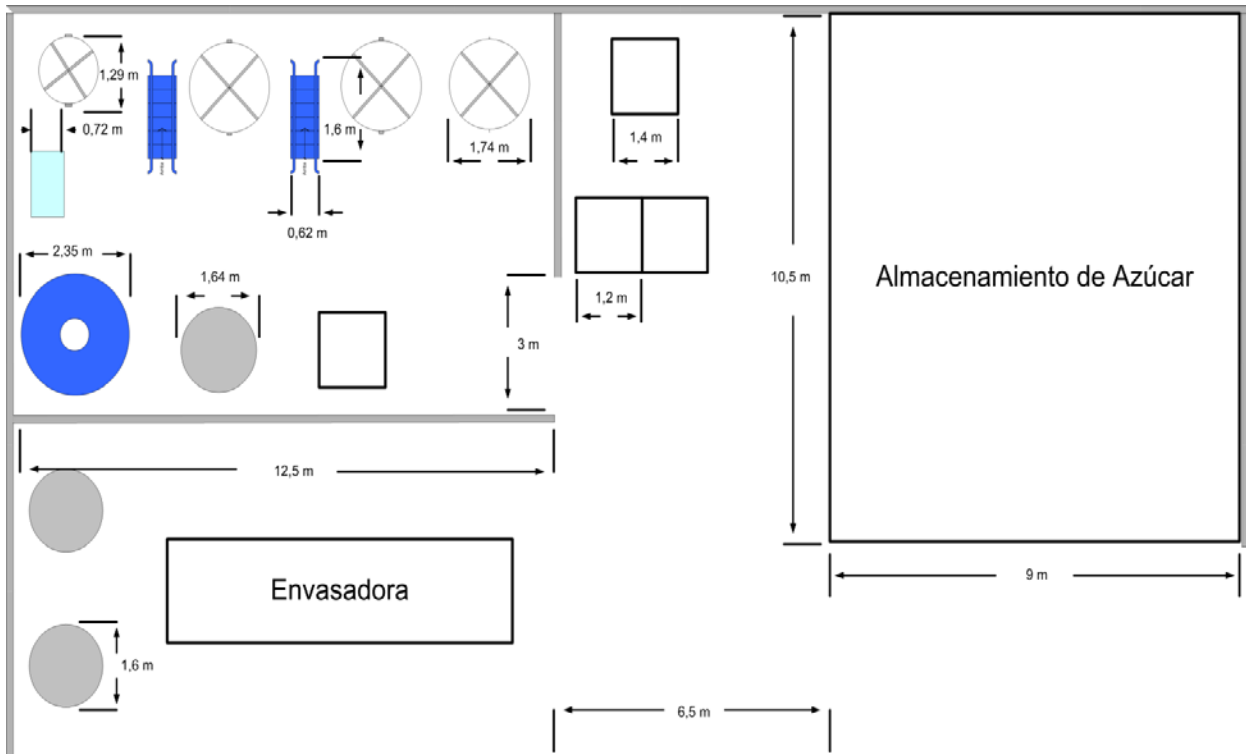 1,29 m
0,72 m
1,6 m
1,74 m
0,62 m
1,4 m
1,2 m
2,35 m
1,64 m
3 m
10,5 m
Almacenamiento de Azúcar
12,5 m
9 m
Envasadora
1,6 m
6,5 m